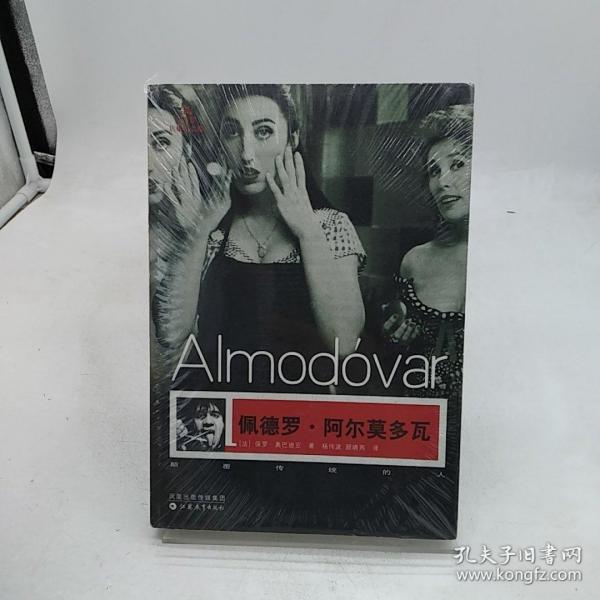 Almodóvar
佩德罗·阿尔莫多瓦
[法] 保罗·奥巴迪亚 著 杨传波 顾晓燕 译
颠覆传统的人
凤凰出版传媒集团
江苏教育出版社
孔夫子旧书网
www.kongfz.com